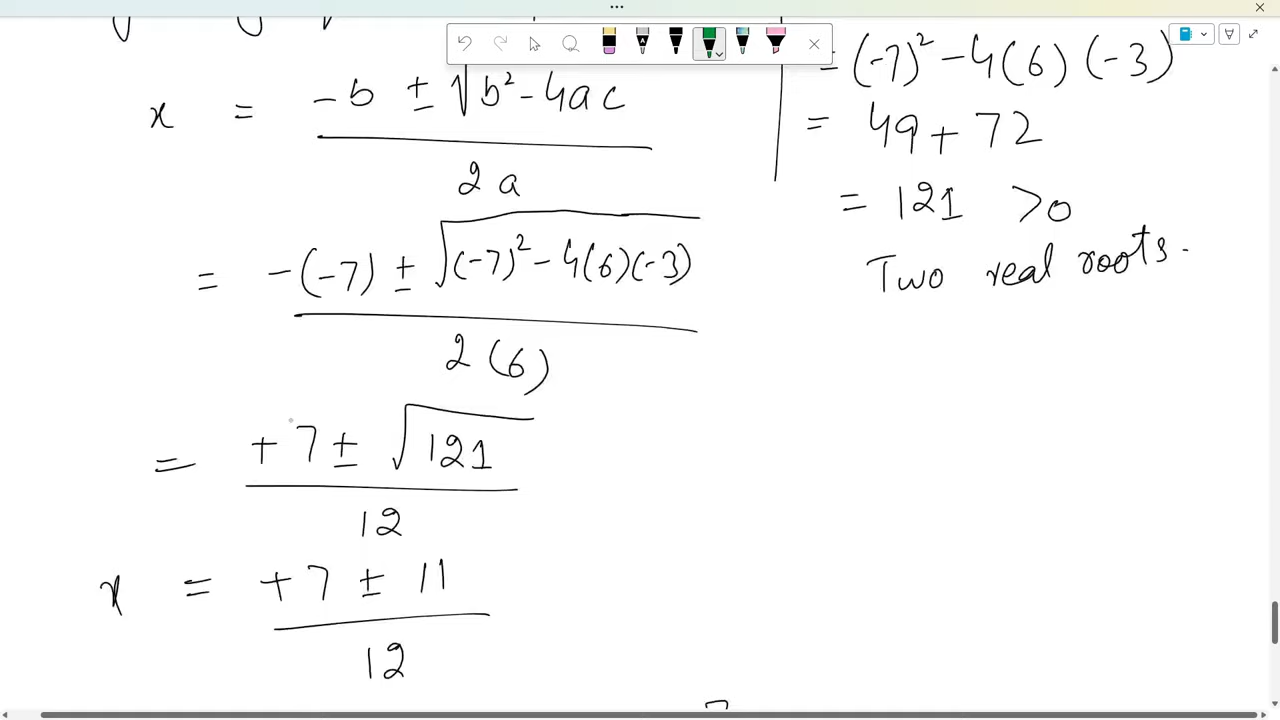 x = -b ± √b² - 4ac
2a
= -(-7) ± √(-7)² - 4(6)(-3)
2(6)
= +7 ± √121
12
x = +7 ± 11
12
= (-7)² - 4(6)(-3)
= 49 + 72
= 121 >0
Two real roots.